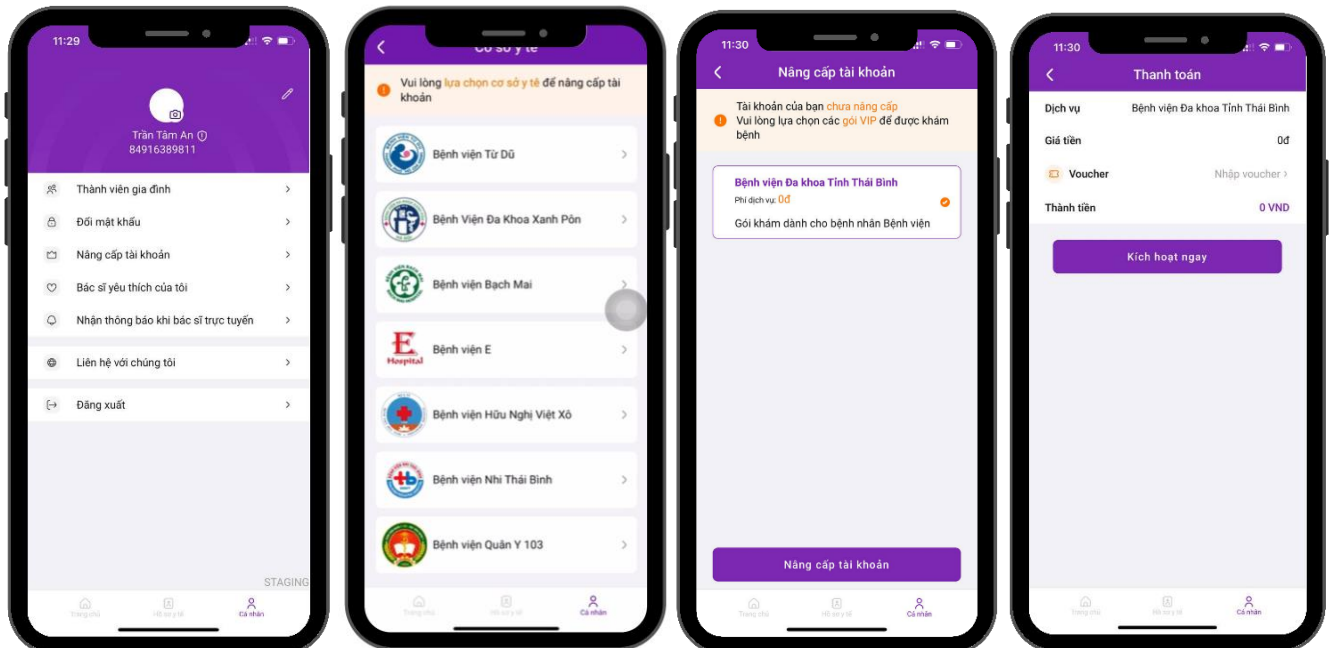 11:29
Trần Tâm An
84916389811
Thành viên gia đình
Đổi mật khẩu
Nâng cấp tài khoản
Bác sĩ yêu thích của tôi
Nhận thông báo khi bác sĩ trực tuyến
Liên hệ với chúng tôi
Đăng xuất
STAGING
Trang chủ
Hồ sơ y tế
Cá nhân
Cơ sở y tế
Vui lòng lựa chọn cơ sở y tế để nâng cấp tài
khoản
Bệnh viện Từ Dũ
Bệnh Viện Đa Khoa Xanh Pôn
Bệnh viện Bạch Mai
E
Hospital
Bệnh viện E
Bệnh viện Hữu Nghị Việt Xô
Bệnh viện Nhi Thái Bình
Bệnh viện Quân Y 103
Trang chủ
Hồ sơ y tế
Cá nhân
11:30
Nâng cấp tài khoản
Tài khoản của bạn chưa nâng cấp
Vui lòng lựa chọn các gói VIP để được khám
bệnh
Bệnh viện Đa khoa Tỉnh Thái Bình
Phí dịch vụ: 0đ
Gói khám dành cho bệnh nhân Bệnh viện
Nâng cấp tài khoản
Trang chủ
Hồ sơ y tế
Cá nhân
11:30
Thanh toán
Dịch vụ Bệnh viện Đa khoa Tỉnh Thái Bình
Giá tiền 0đ
Voucher Nhập voucher
Thành tiền 0 VND
Kích hoạt ngay
Trang chủ
Hồ sơ y tế
Cá nhân